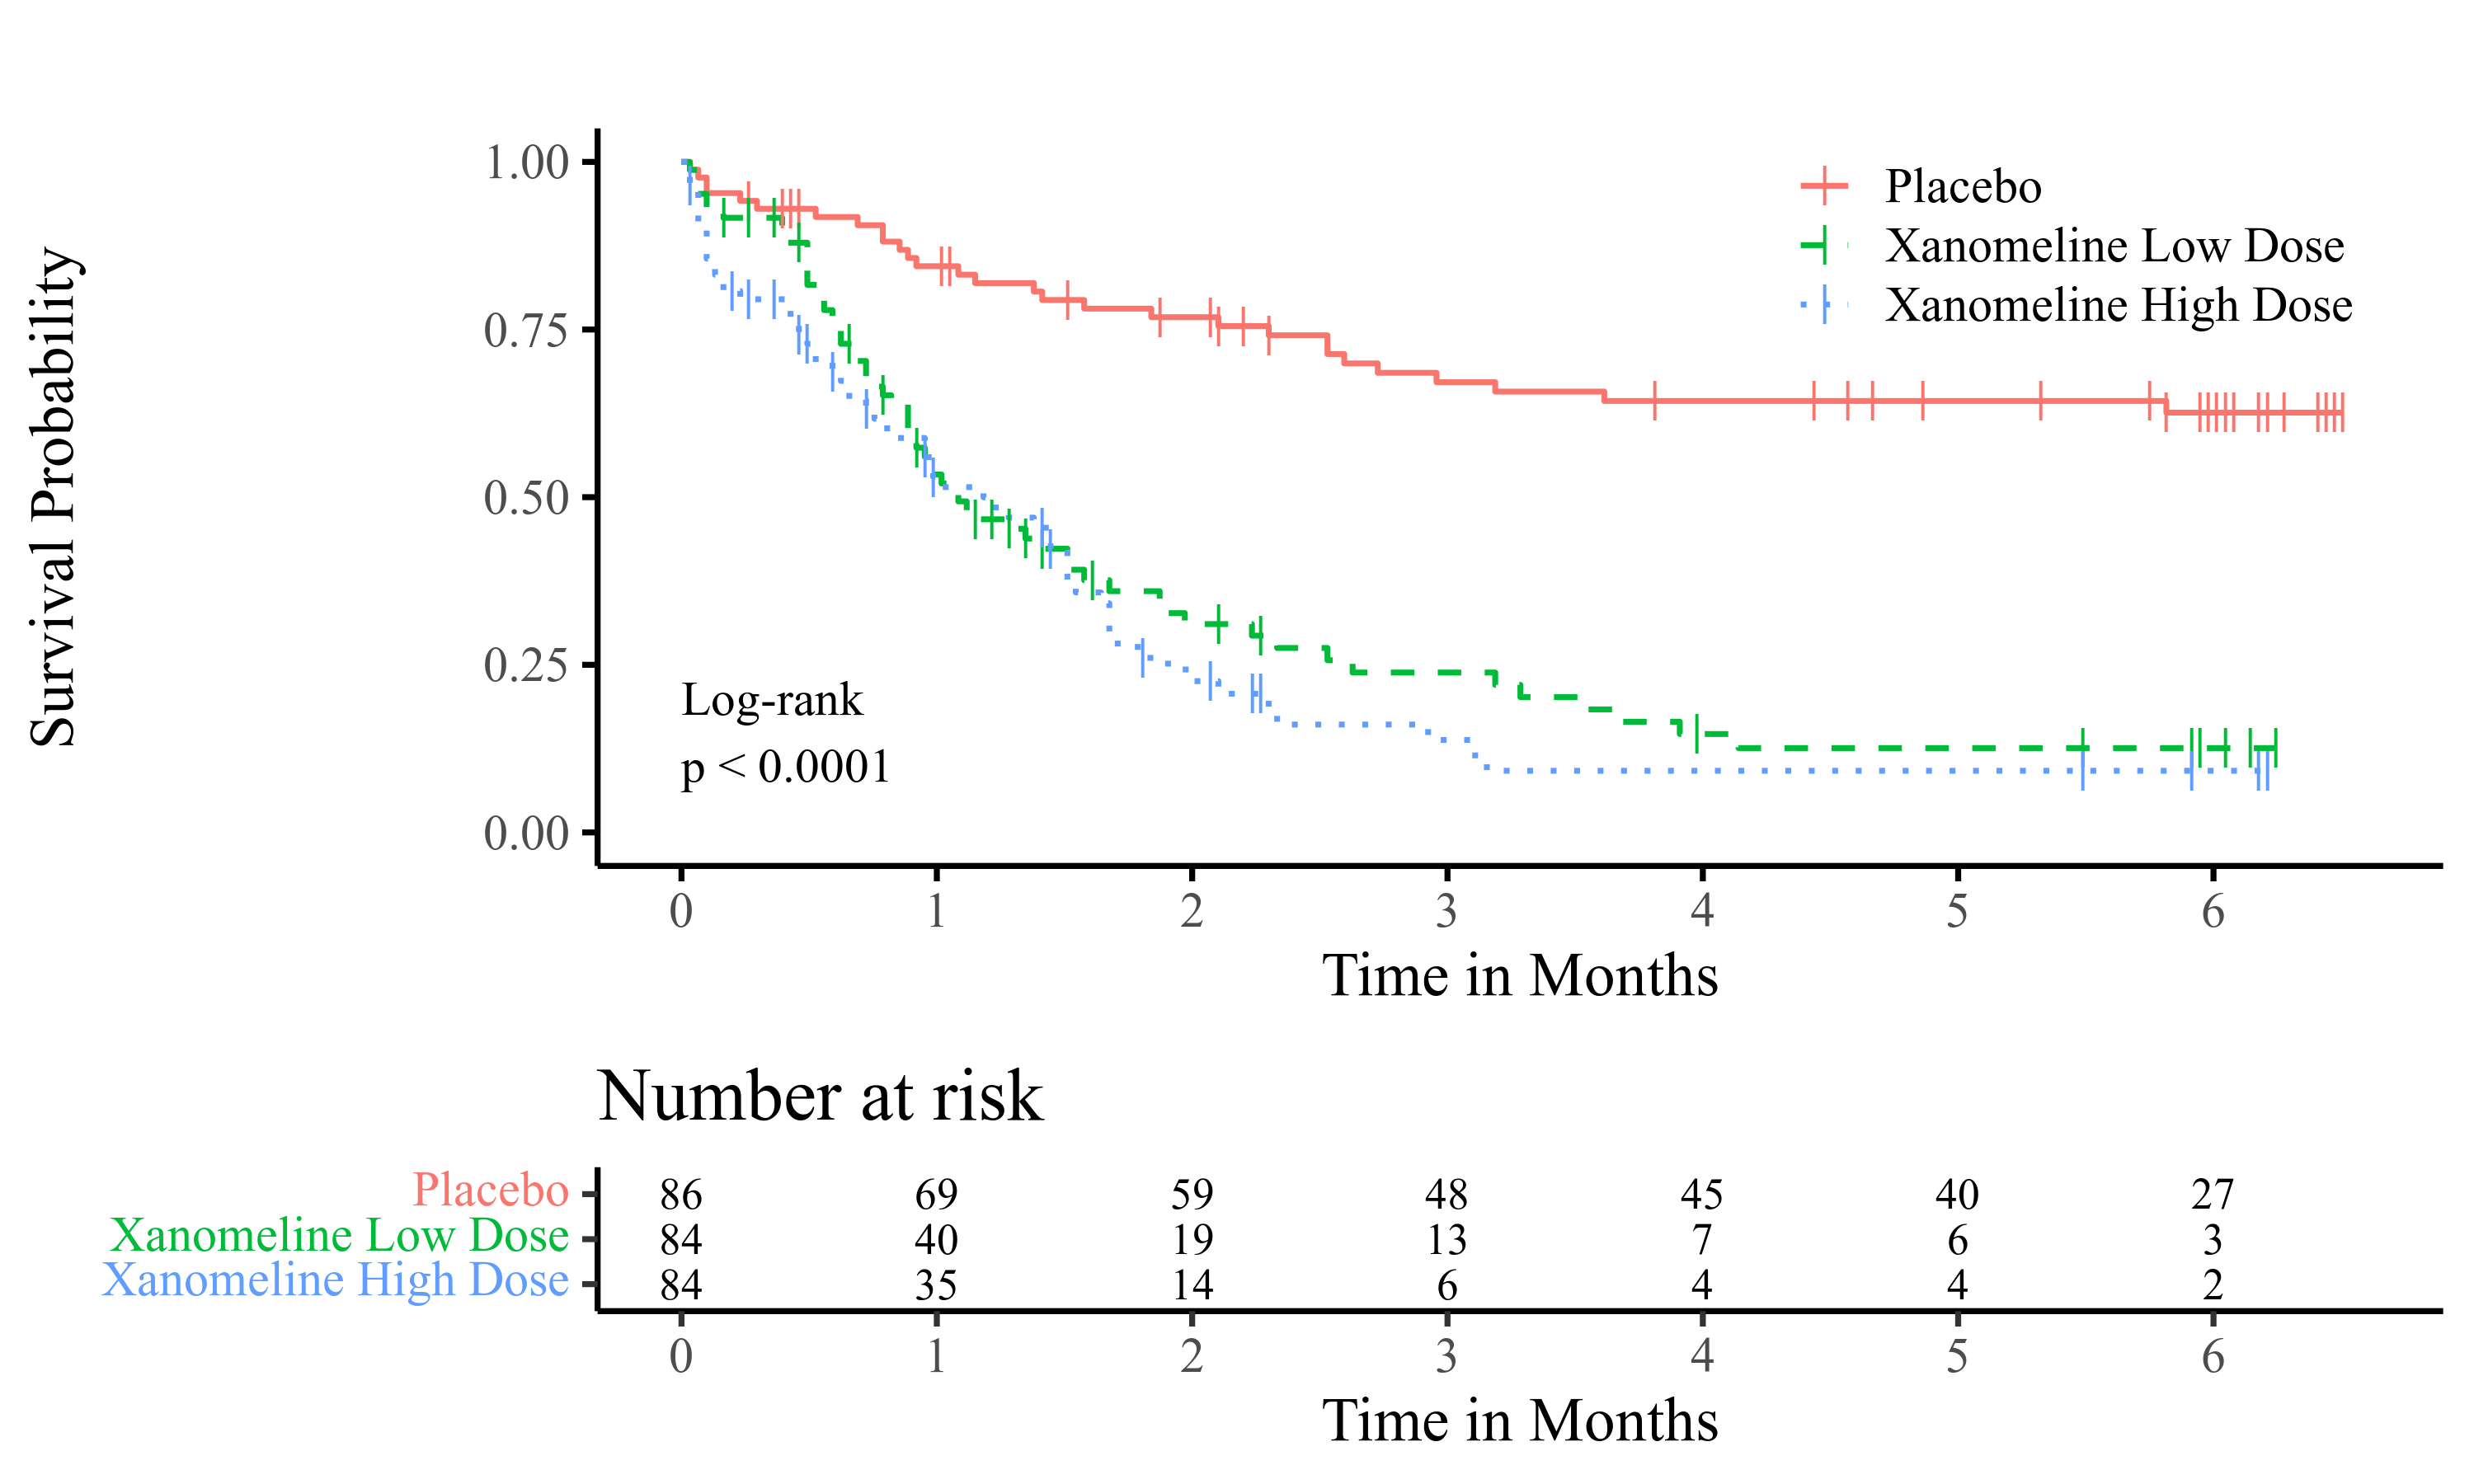 Survival Probability
1.00
0.75
0.50
0.25
0.00
Placebo
Xanomeline Low Dose
Xanomeline High Dose
Log-rank
p < 0.0001
0 1 2 3 4 5 6
Time in Months
Number at risk
Placebo 86 69 59 48 45 40 27
Xanomeline Low Dose 84 40 19 13 7 6 3
Xanomeline High Dose 84 35 14 6 4 4 2
0 1 2 3 4 5 6
Time in Months